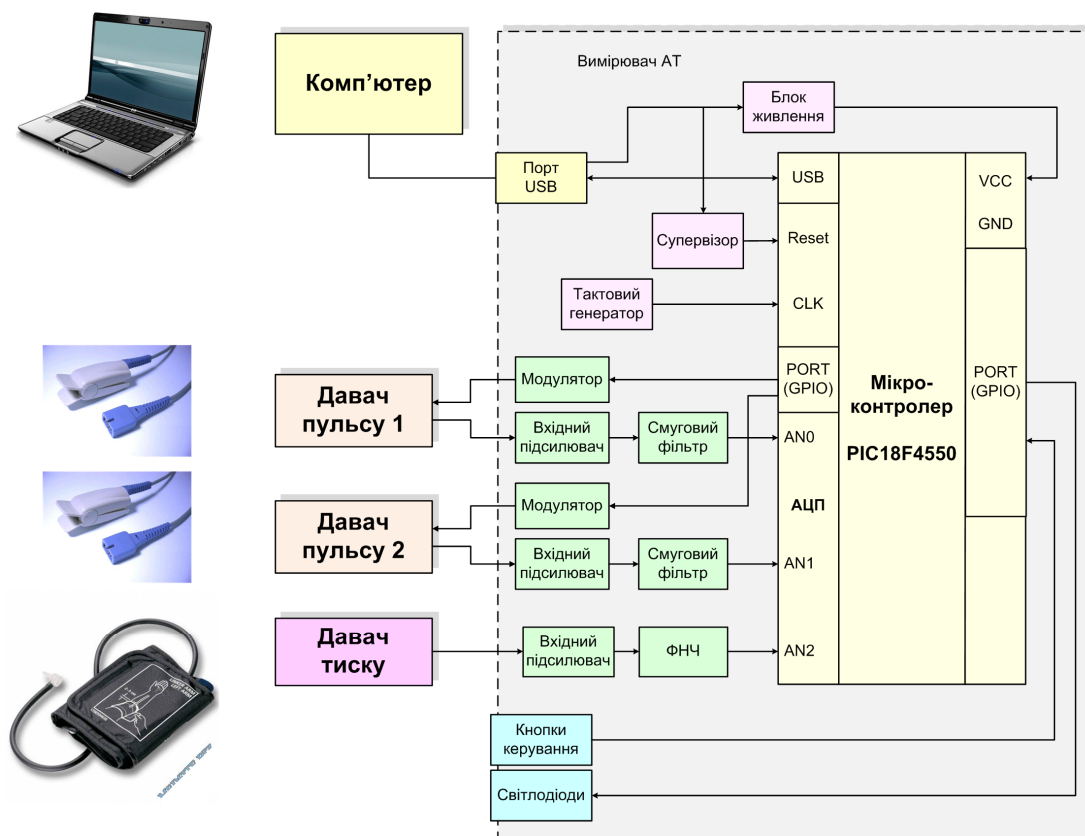 Вимірювач АТ
Комп’ютер
Блок
живлення
Порт
USB
USB
VCC
GND
Супервізор
Reset
Тактовий
генератор
CLK
Давач
пульсу 1
Модулятор
PORT
(GPIO)
Мікро-
контролер
PIC18F4550
PORT
(GPIO)
Вхідний
підсилювач
Смуговий
фільтр
AN0
Давач
пульсу 2
Модулятор
АЦП
Вхідний
підсилювач
Смуговий
фільтр
AN1
Давач
тиску
Вхідний
підсилювач
ФНЧ
AN2
Кнопки
керування
Світлодіоди